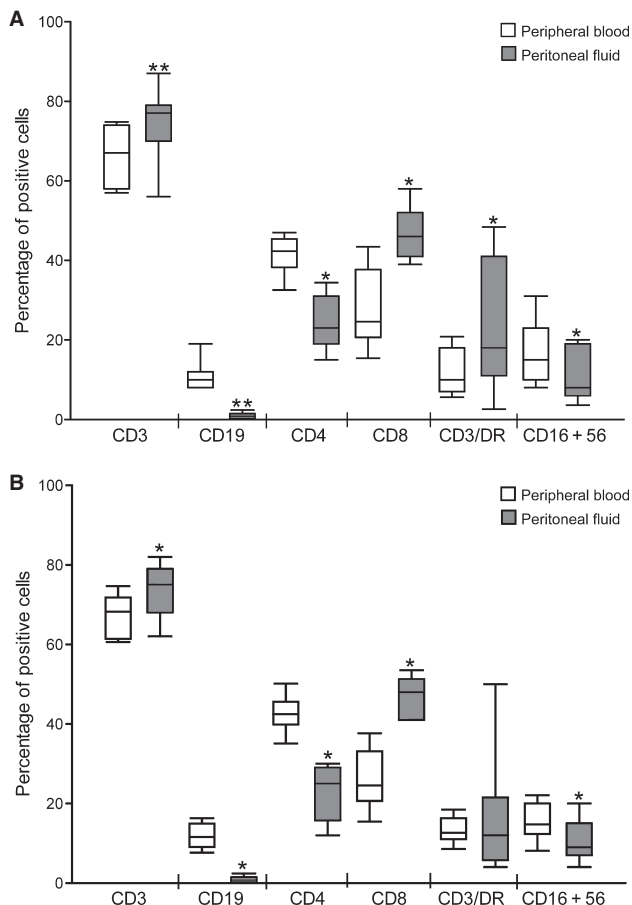 A
100
Peripheral blood
Peritoneal fluid
**
80
60
40
20
0
Percentage of positive cells
**
*
*
*
*
CD3 CD19 CD4 CD8 CD3/DR CD16 + 56
B
100
Peripheral blood
Peritoneal fluid
*
80
60
40
20
0
Percentage of positive cells
*
*
*
*
CD3 CD19 CD4 CD8 CD3/DR CD16 + 56